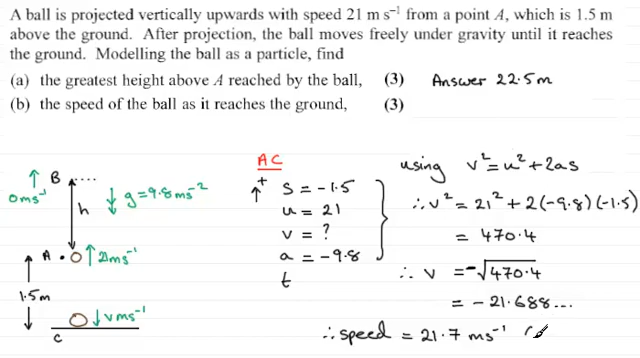 A ball is projected vertically upwards with speed 21 m s⁻¹ from a point A, which is 1.5 m
above the ground. After projection, the ball moves freely under gravity until it reaches
the ground. Modelling the ball as a particle, find
(a) the greatest height above A reached by the ball, (3) Answer 22.5m
(b) the speed of the ball as it reaches the ground, (3)
0ms⁻¹ B
h
g=9.8ms⁻²
A 21ms⁻¹
1.5m
vms⁻¹
C
AC
+
s = -1.5
u = 21
v = ?
a = -9.8
t
using v² = u² + 2as
∴ v² = 21² + 2(-9.8)(-1.5)
= 470.4
∴ v = -√470.4
= -21.688...
∴ speed = 21.7 ms⁻¹ (